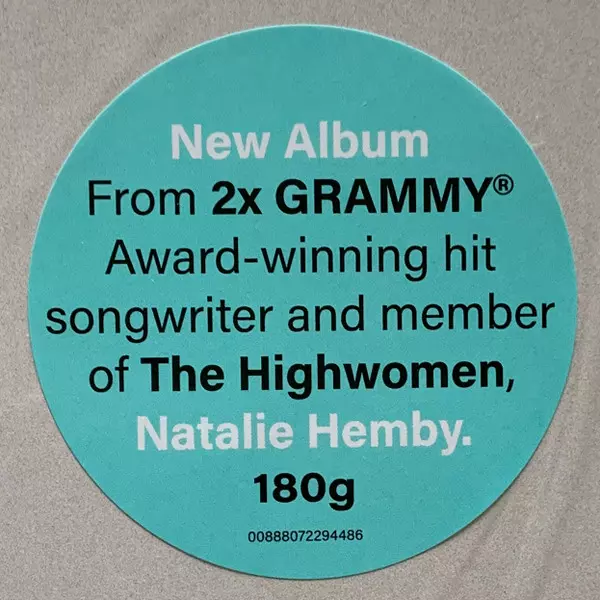 New Album
From 2x GRAMMY®
Award-winning hit
songwriter and member
of The Highwomen,
Natalie Hemby.
180g
00888072294486